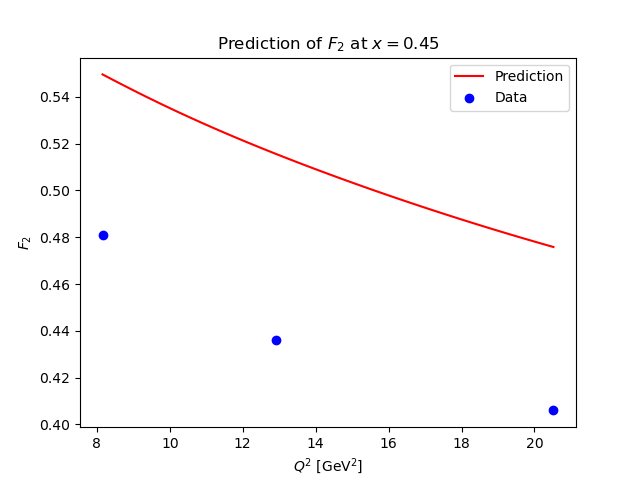 Prediction of F₂ at x = 0.45
Prediction
Data
0.54
0.52
0.50
0.48
0.46
0.44
0.42
0.40
F₂
8 10 12 14 16 18 20
Q² [GeV²]